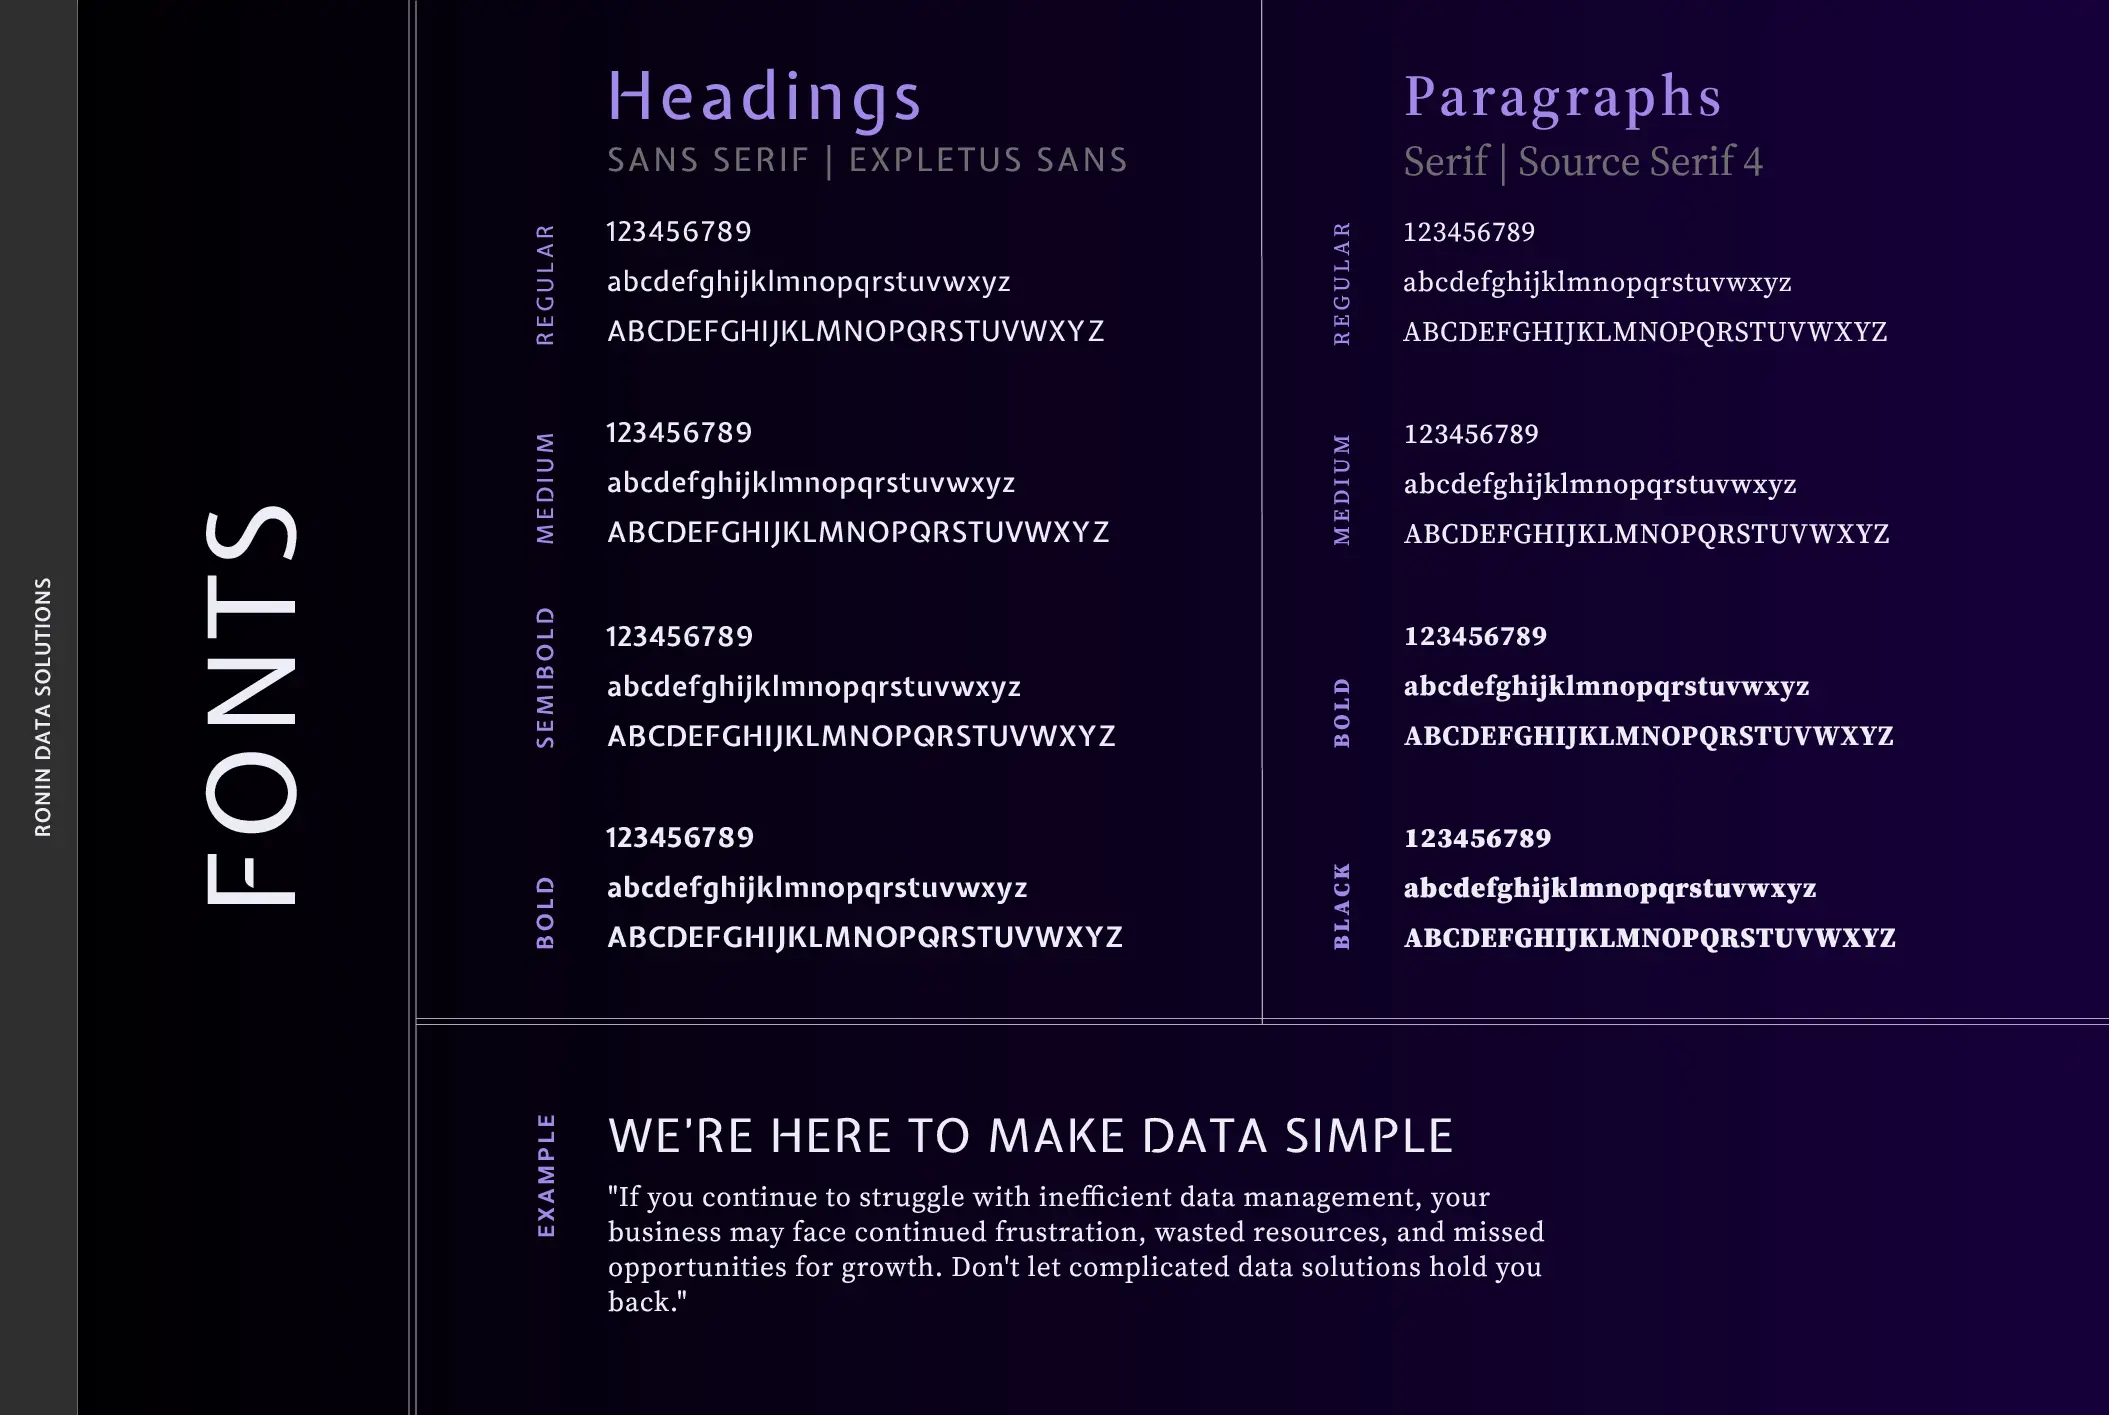 RONIN DATA SOLUTIONS
FONTS
Headings
SANS SERIF | EXPLETUS SANS
REGULAR
123456789
abcdefghijklmnopqrstuvwxyz
ABCDEFGHIJKLMNOPQRSTUVWXYZ
MEDIUM
123456789
abcdefghijklmnopqrstuvwxyz
ABCDEFGHIJKLMNOPQRSTUVWXYZ
SEMIBOLD
123456789
abcdefghijklmnopqrstuvwxyz
ABCDEFGHIJKLMNOPQRSTUVWXYZ
BOLD
123456789
abcdefghijklmnopqrstuvwxyz
ABCDEFGHIJKLMNOPQRSTUVWXYZ
Paragraphs
Serif | Source Serif 4
REGULAR
123456789
abcdefghijklmnopqrstuvwxyz
ABCDEFGHIJKLMNOPQRSTUVWXYZ
MEDIUM
123456789
abcdefghijklmnopqrstuvwxyz
ABCDEFGHIJKLMNOPQRSTUVWXYZ
BOLD
123456789
abcdefghijklmnopqrstuvwxyz
ABCDEFGHIJKLMNOPQRSTUVWXYZ
BLACK
123456789
abcdefghijklmnopqrstuvwxyz
ABCDEFGHIJKLMNOPQRSTUVWXYZ
EXAMPLE
WE'RE HERE TO MAKE DATA SIMPLE
"If you continue to struggle with inefficient data management, your
business may face continued frustration, wasted resources, and missed
opportunities for growth. Don't let complicated data solutions hold you
back."